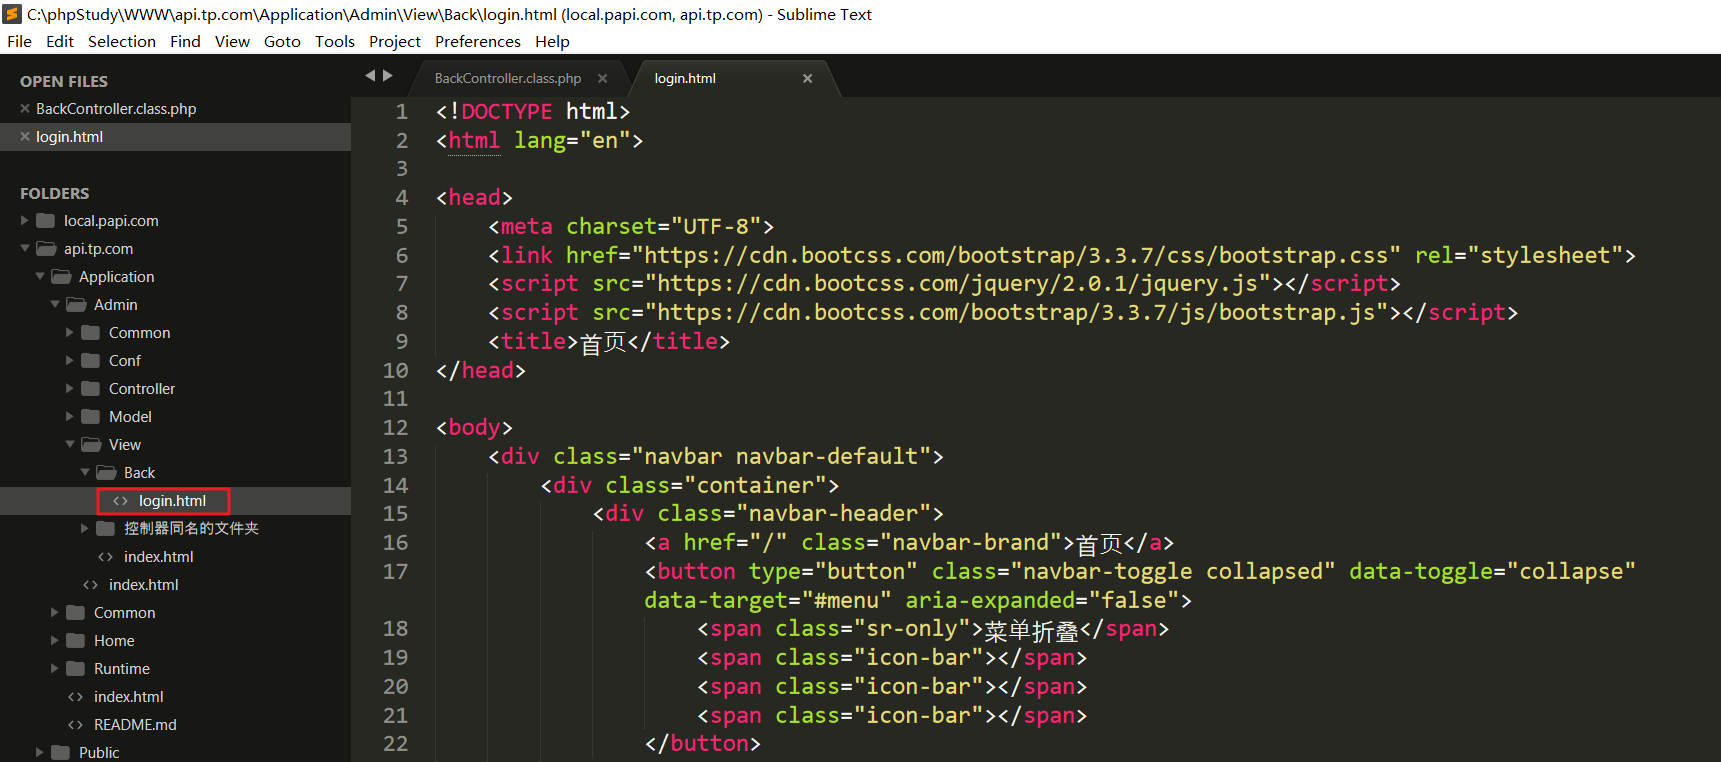 C:\phpStudy\WWW\api.tp.com\Application\Admin\View\Back\login.html (local.papi.com, api.tp.com) - Sublime Text
File Edit Selection Find View Goto Tools Project Preferences Help
OPEN FILES
BackController.class.php
login.html
FOLDERS
local.papi.com
api.tp.com
Application
Admin
Common
Conf
Controller
Model
View
Back
login.html
控制器同名的文件夹
index.html
index.html
Common
Home
Runtime
index.html
README.md
Public
BackController.class.php login.html
1 <!DOCTYPE html>
2 <html lang="en">
3
4 <head>
5 <meta charset="UTF-8">
6 <link href="https://cdn.bootcss.com/bootstrap/3.3.7/css/bootstrap.css" rel="stylesheet">
7 <script src="https://cdn.bootcss.com/jquery/2.0.1/jquery.js"></script>
8 <script src="https://cdn.bootcss.com/bootstrap/3.3.7/js/bootstrap.js"></script>
9 <title>首页</title>
10 </head>
11
12 <body>
13 <div class="navbar navbar-default">
14 <div class="container">
15 <div class="navbar-header">
16 <a href="/" class="navbar-brand">首页</a>
17 <button type="button" class="navbar-toggle collapsed" data-toggle="collapse"
data-target="#menu" aria-expanded="false">
18 <span class="sr-only">菜单折叠</span>
19 <span class="icon-bar"></span>
20 <span class="icon-bar"></span>
21 <span class="icon-bar"></span>
22 </button>